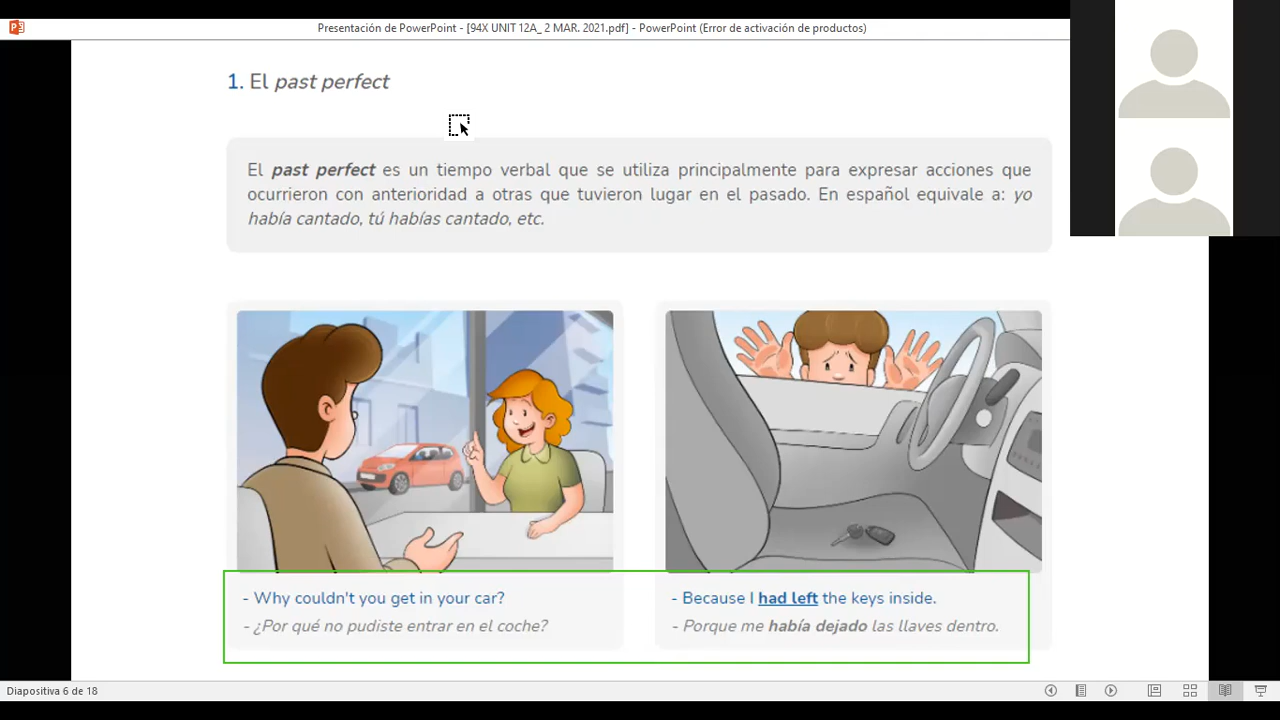 Presentación de PowerPoint - [94X UNIT 12A_ 2 MAR. 2021.pdf] - PowerPoint (Error de activación de productos)
1. El past perfect
El past perfect es un tiempo verbal que se utiliza principalmente para expresar acciones que
ocurrieron con anterioridad a otras que tuvieron lugar en el pasado. En español equivale a: yo
había cantado, tú habías cantado, etc.
- Why couldn't you get in your car?
- ¿Por qué no pudiste entrar en el coche?
- Because I had left the keys inside.
- Porque me había dejado las llaves dentro.
Diapositiva 6 de 18